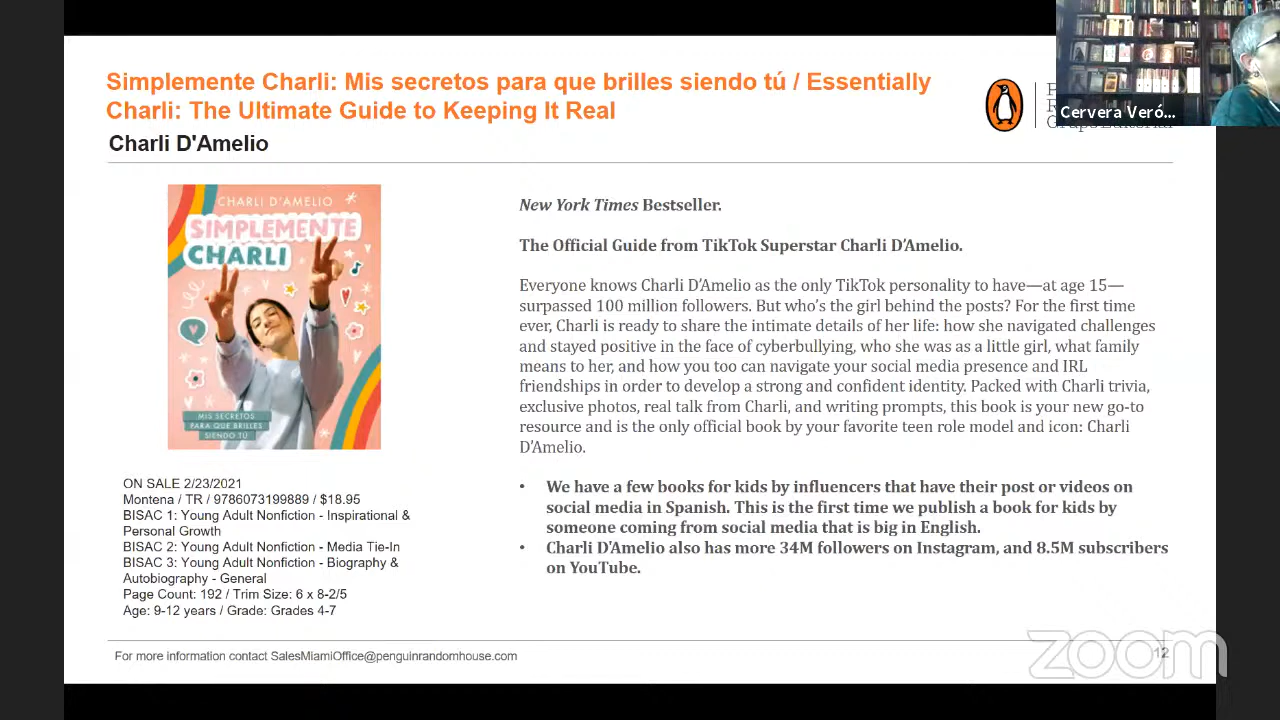 Simplemente Charli: Mis secretos para que brilles siendo tú / Essentially
Charli: The Ultimate Guide to Keeping It Real
Charli D'Amelio
Cervera Veró...
CHARLI D'AMELIO
SIMPLEMENTE
CHARLI
MIS SECRETOS
PARA QUE BRILLES
SIENDO TÚ
ON SALE 2/23/2021
Montena / TR / 9786073199889 / $18.95
BISAC 1: Young Adult Nonfiction - Inspirational &
Personal Growth
BISAC 2: Young Adult Nonfiction - Media Tie-In
BISAC 3: Young Adult Nonfiction - Biography &
Autobiography - General
Page Count: 192 / Trim Size: 6 x 8-2/5
Age: 9-12 years / Grade: Grades 4-7
New York Times Bestseller.
The Official Guide from TikTok Superstar Charli D’Amelio.
Everyone knows Charli D’Amelio as the only TikTok personality to have—at age 15—
surpassed 100 million followers. But who’s the girl behind the posts? For the first time
ever, Charli is ready to share the intimate details of her life: how she navigated challenges
and stayed positive in the face of cyberbullying, who she was as a little girl, what family
means to her, and how you too can navigate your social media presence and IRL
friendships in order to develop a strong and confident identity. Packed with Charli trivia,
exclusive photos, real talk from Charli, and writing prompts, this book is your new go-to
resource and is the only official book by your favorite teen role model and icon: Charli
D’Amelio.
• We have a few books for kids by influencers that have their post or videos on
social media in Spanish. This is the first time we publish a book for kids by
someone coming from social media that is big in English.
• Charli D'Amelio also has more 34M followers on Instagram, and 8.5M subscribers
on YouTube.
For more information contact SalesMiamiOffice@penguinrandomhouse.com
12
zoom